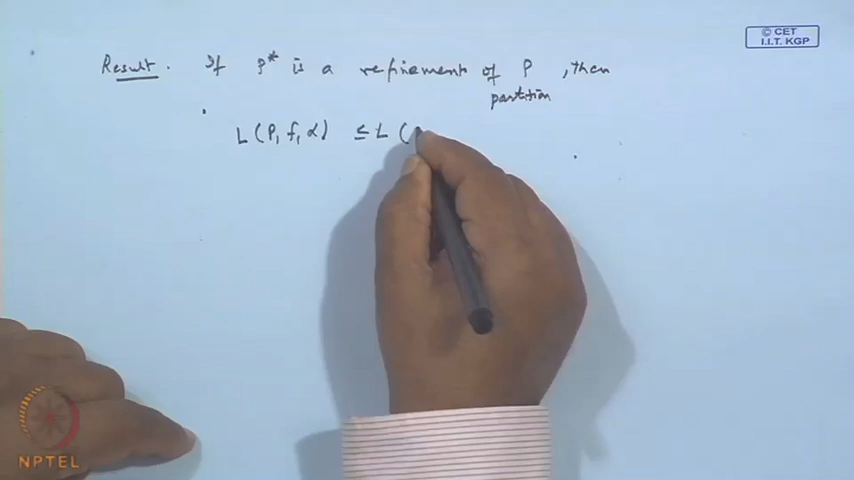 © CET
I.I.T. KGP
Result. If P* is a refinement of P, then
partition
L(P, f, α) ≤ L(
NPTEL